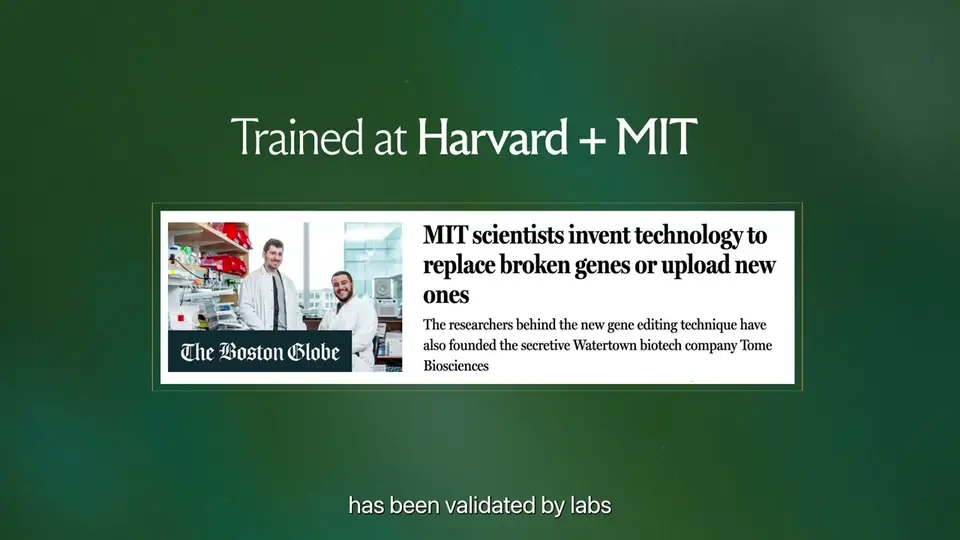 Trained at Harvard + MIT
The Boston Globe
MIT scientists invent technology to
replace broken genes or upload new
ones
The researchers behind the new gene editing technique have
also founded the secretive Watertown biotech company Tome
Biosciences
has been validated by labs